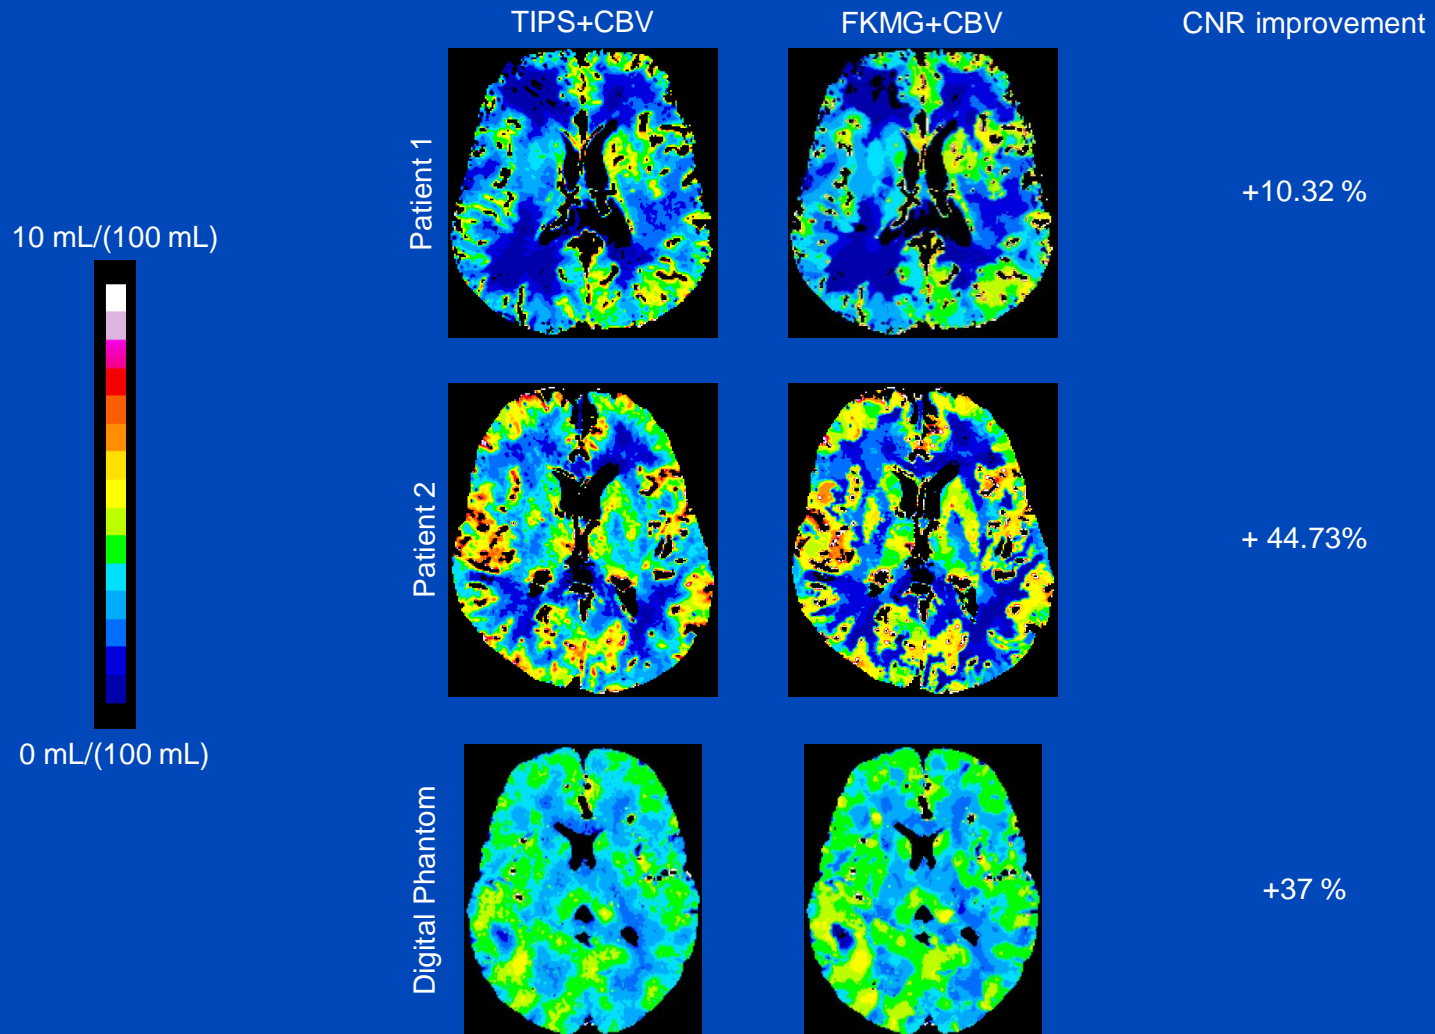 TIPS+CBV
FKMG+CBV
CNR improvement
Patient 1
+10.32 %
10 mL/(100 mL)
0 mL/(100 mL)
Patient 2
+ 44.73%
Digital Phantom
+37 %